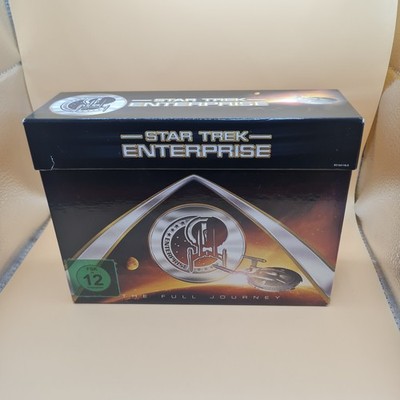 STAR TREK
ENTERPRISE
STAR TREK
ENTERPRISE
FSK
12
THE FULL JOURNEY